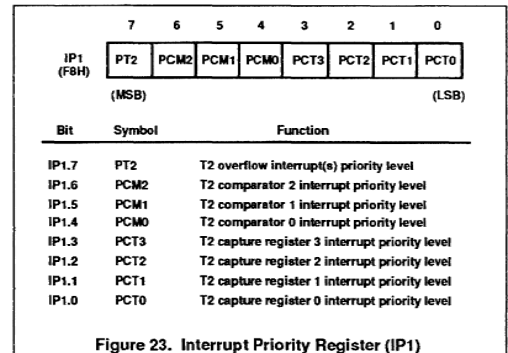 7 6 5 4 3 2 1 0
IP1 (F8H) PT2 PCM2 PCM1 PCM0 PCT3 PCT2 PCT1 PCT0
(MSB) (LSB)
Bit Symbol Function
IP1.7 PT2 T2 overflow interrupt(s) priority level
IP1.6 PCM2 T2 comparator 2 interrupt priority level
IP1.5 PCM1 T2 comparator 1 interrupt priority level
IP1.4 PCM0 T2 comparator 0 interrupt priority level
IP1.3 PCT3 T2 capture register 3 interrupt priority level
IP1.2 PCT2 T2 capture register 2 interrupt priority level
IP1.1 PCT1 T2 capture register 1 interrupt priority level
IP1.0 PCT0 T2 capture register 0 interrupt priority level
Figure 23. Interrupt Priority Register (IP1)